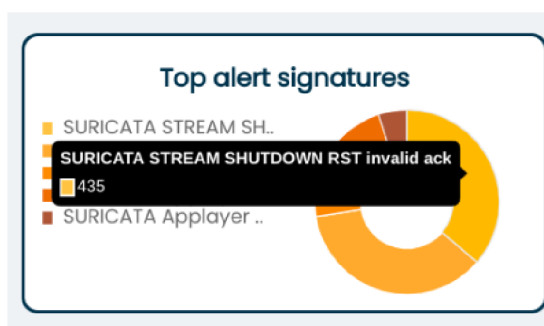 Top alert signatures
SURICATA STREAM SH..
SURICATA STREAM SHUTDOWN RST invalid ack
435
SURICATA Applayer ..